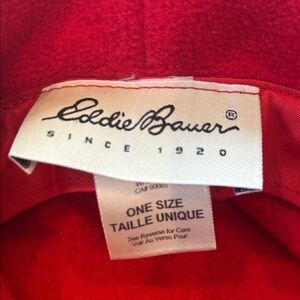 Eddie Bauer®
SINCE 1920
ONE SIZE
TAILLE UNIQUE
See Reverse for Care
Voir Au Verso Pour